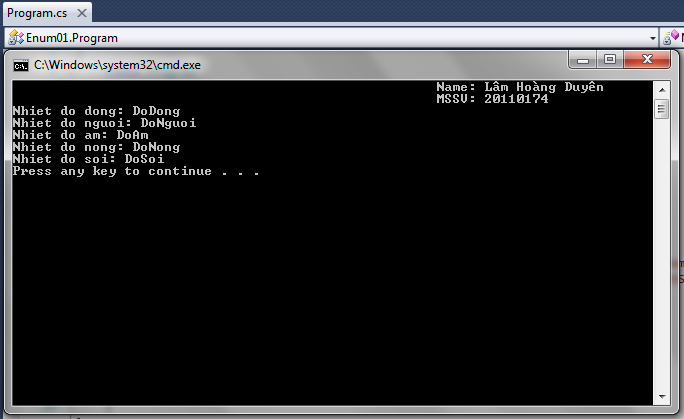 Program.cs
Enum01.Program
C:\Windows\system32\cmd.exe
Name: Lâm Hoàng Duyên
MSSV: 20110174
Nhiet do dong: DoDong
Nhiet do nguoi: DoNguoi
Nhiet do am: DoAm
Nhiet do nong: DoNong
Nhiet do soi: DoSoi
Press any key to continue . . .